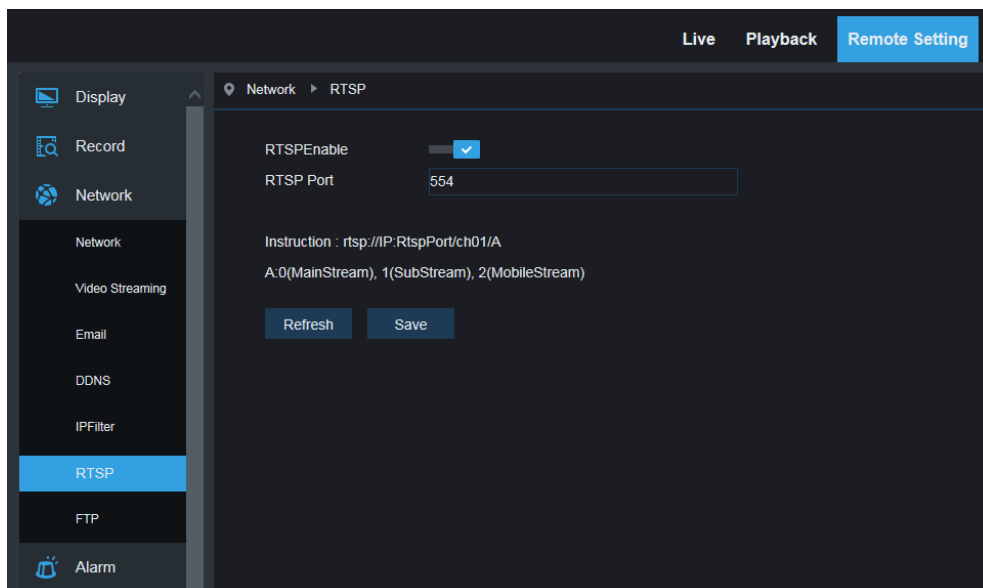 Live Playback Remote Setting
Display
Record
Network
Network
Video Streaming
Email
DDNS
IPFilter
RTSP
FTP
Alarm
Network RTSP
RTSPEnable
RTSP Port 554
Instruction : rtsp://IP:RtspPort/ch01/A
A:0(MainStream), 1(SubStream), 2(MobileStream)
Refresh Save